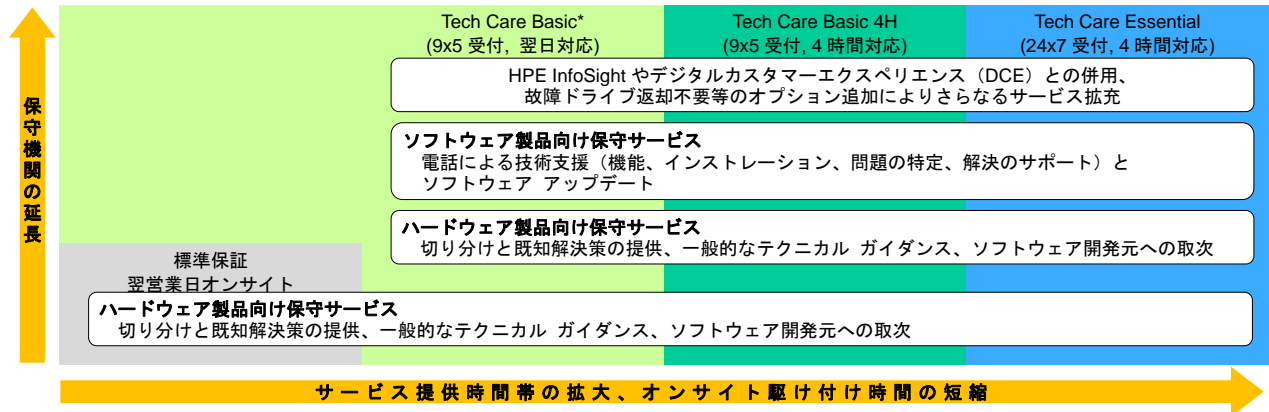 Tech Care Basic*
(9x5 受付, 翌日対応)
Tech Care Basic 4H
(9x5 受付, 4 時間対応)
Tech Care Essential
(24x7 受付, 4 時間対応)
HPE InfoSight やデジタルカスタマーエクスペリエンス（DCE）との併用、
故障ドライブ返却不要等のオプション追加によりさらなるサービス拡充
保守機関の延長
ソフトウェア製品向け保守サービス
電話による技術支援（機能、インストレーション、問題の特定、解決のサポート）と
ソフトウェア アップデート
ハードウェア製品向け保守サービス
切り分けと既知解決策の提供、一般的なテクニカル ガイダンス、ソフトウェア開発元への取次
標準保証
翌営業日オンサイト
ハードウェア製品向け保守サービス
切り分けと既知解決策の提供、一般的なテクニカル ガイダンス、ソフトウェア開発元への取次
サービス提供時間帯の拡大、オンサイト駆け付け時間の短縮